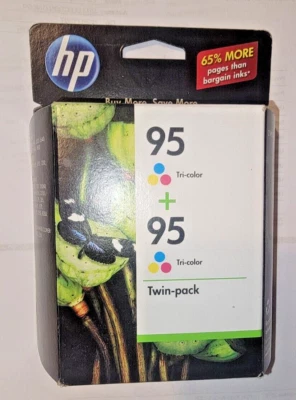 hp
65% MORE
pages than
bargain inks*
Buy More, Save More
95
Tri-color
+
95
Tri-color
Twin-pack